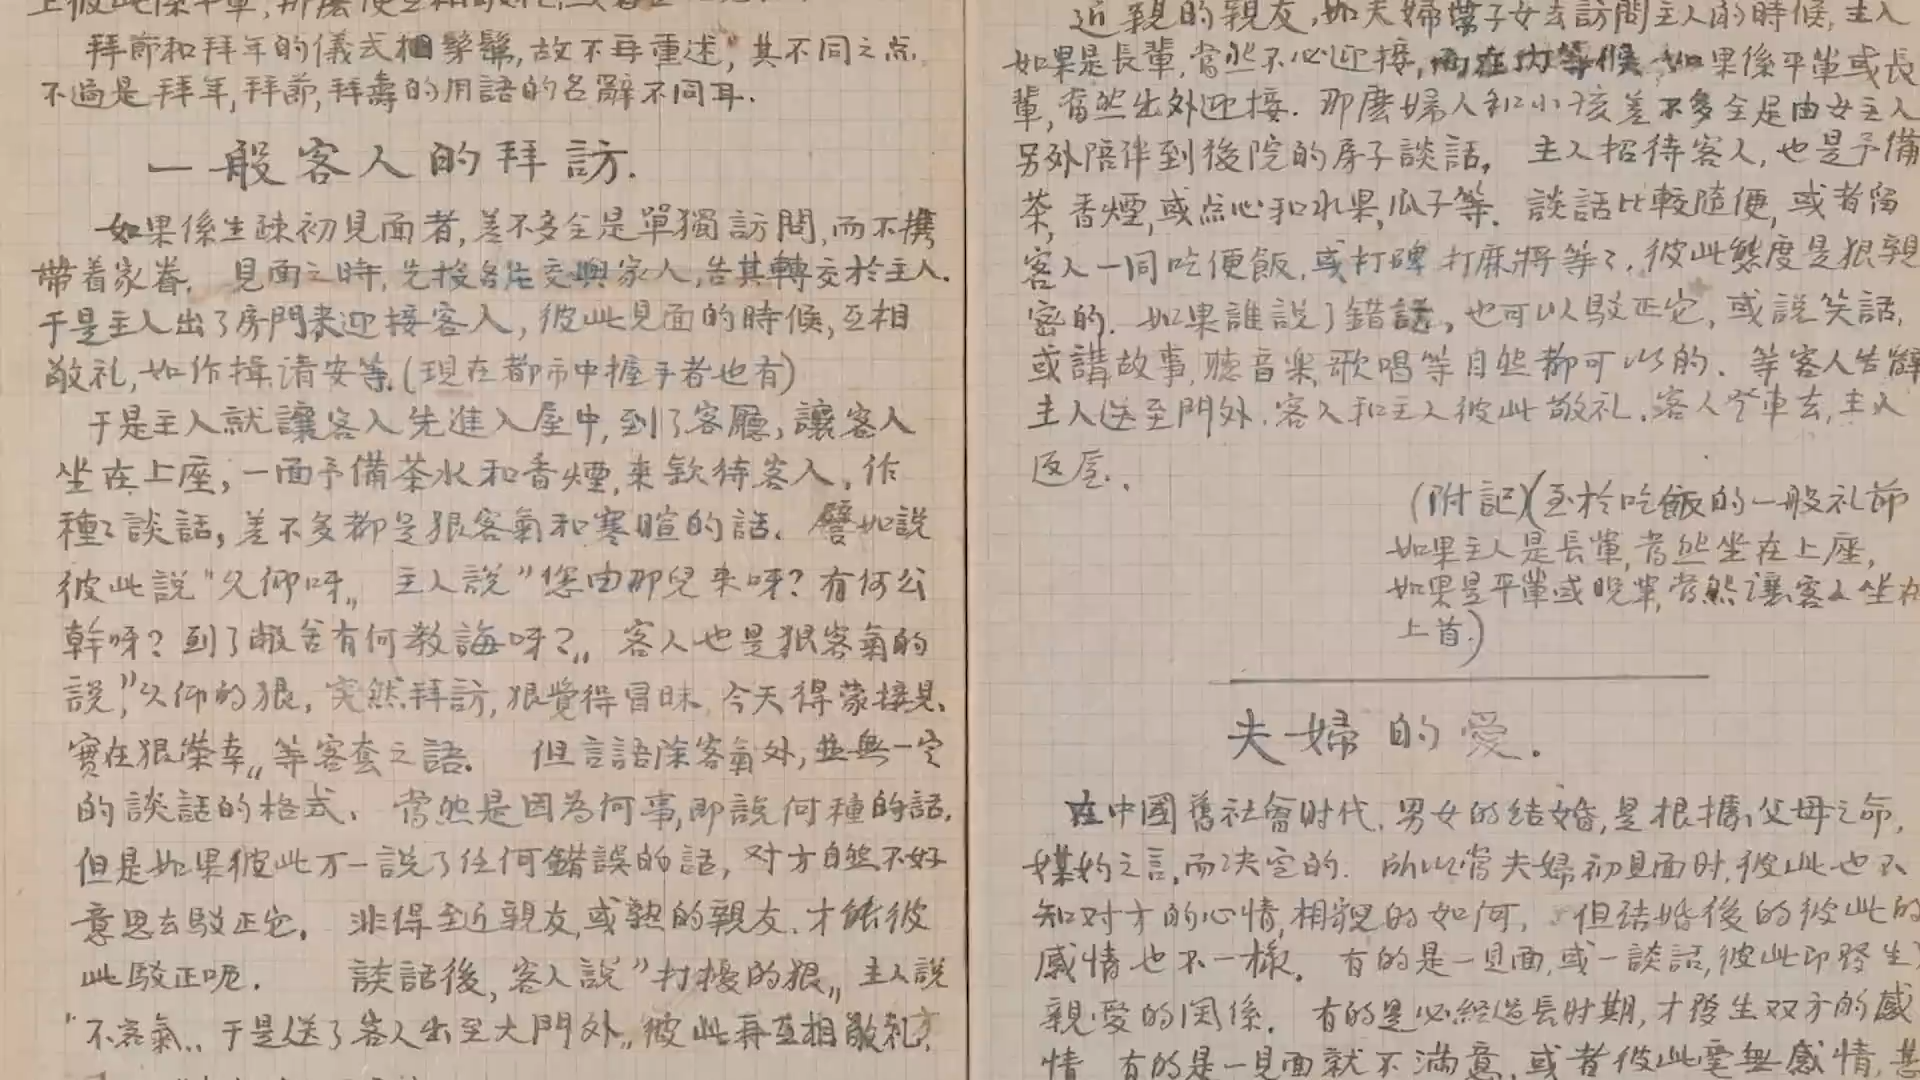 拜節和拜年的儀式相髣髴,故不再重述,其不同之点,
不過是拜年,拜節,拜壽的用語的名辭不同耳.
一般客人的拜訪.
如果係生疎初見面者,差不多全是單獨訪問,而不携
帶着家眷. 見面之時,先投名片交與家人,告其轉交於主人.
于是主人出了房門來迎接客人,彼此見面的時候,互相
敬礼,如作揖,请安等.(現在都市中握手者也有)
于是主人就讓客人先進入屋中,到了客廳,讓客人
坐在上座,一面予備茶水和香煙,來欵待客人,作
種々談話,差不多都是狠客氣和寒暄的話. 譬如說
彼此說"久仰呀„ 主人說"您由那兒来呀?有何公
幹呀?到了敝舍有何教誨呀?„ 客人也是狠客氣的
說,"久仰的狠,突然拜訪,狠覺得冒昧,今天得蒙接見,
實在狠榮幸„等客套之語. 但言語除客氣外,並無一定
的談話的格式. 當然是因為何事,即說何種的話.
但是如果彼此万一說了任何錯誤的話,对方自然不好
意思去駁正它. 非得至近親友,或熟的親友,才能彼
此駁正呢. 談話後,客人說"打擾的狠„主人說
"不客氣„于是送了客人出至大門外,彼此再互相敬礼.
近親的親友,如夫婦帶子女去訪問主人的時候,主人
如果是長輩,當然不必迎接,而在内等候 如果係平輩或長
輩,當然出外迎接. 那麽婦人和小孩差不多全是由女主人
另外陪伴到後院的房子談話. 主人招待客人,也是予備
茶,香煙,或点心和水果,瓜子等. 談話比較隨便,或者留
客人一同吃便飯,或打牌打麻將等了,彼此態度是狠親
密的. 如果誰說了錯話,也可以駁正它,或說笑話,
或講故事,聽音楽,歌唱等自然都可以的. 等客人告辭
主人送至門外.客人和主人彼此敬礼.客人登車去,主人
返屋.
(附記)(至於吃飯的一般礼節
如果主人是長輩,當然坐在上座,
如果是平輩或晚輩,當然讓客人坐在
上首.)
夫婦的愛.
在中國舊社會时代,男女的结婚,是根據父母之命,
媒妁之言,而决定的. 所以當夫婦初見面时,彼此也不
知对方的心情,相貌的如何, 但结婚後的彼此的
感情也不一様. 有的是一見面,或一談話,彼此即發生
親愛的関係. 有的是必經過長时期,才發生双方的感
情 有的是一見面就不滿意,或者彼此毫無感情,甚